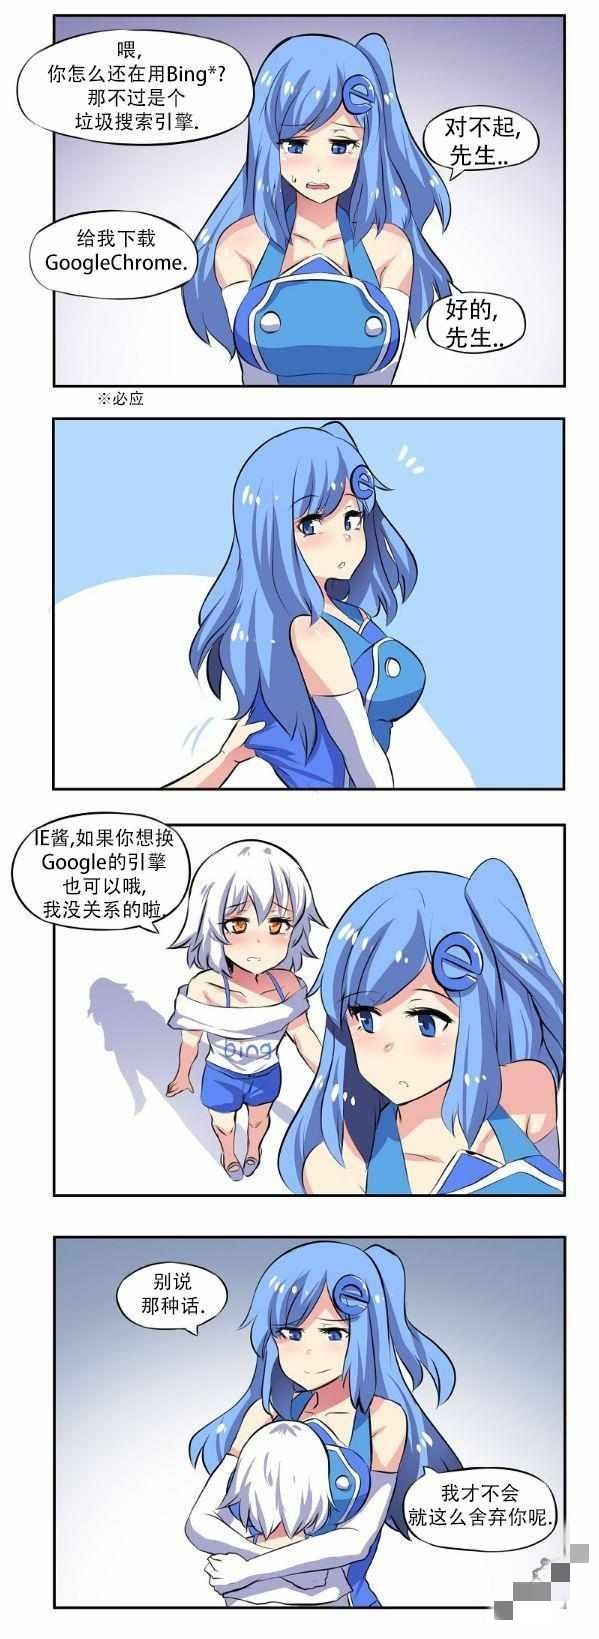 喂,
你怎么还在用Bing*?
那不过是个
垃圾搜索引擎.
对不起,
先生..
给我下载
GoogleChrome.
好的,
先生..
※必应
e
e
IE酱,如果你想换
Google的引擎
也可以哦,
我没关系的啦.
e
bing
别说
那种话.
e
我才不会
就这么舍弃你呢.